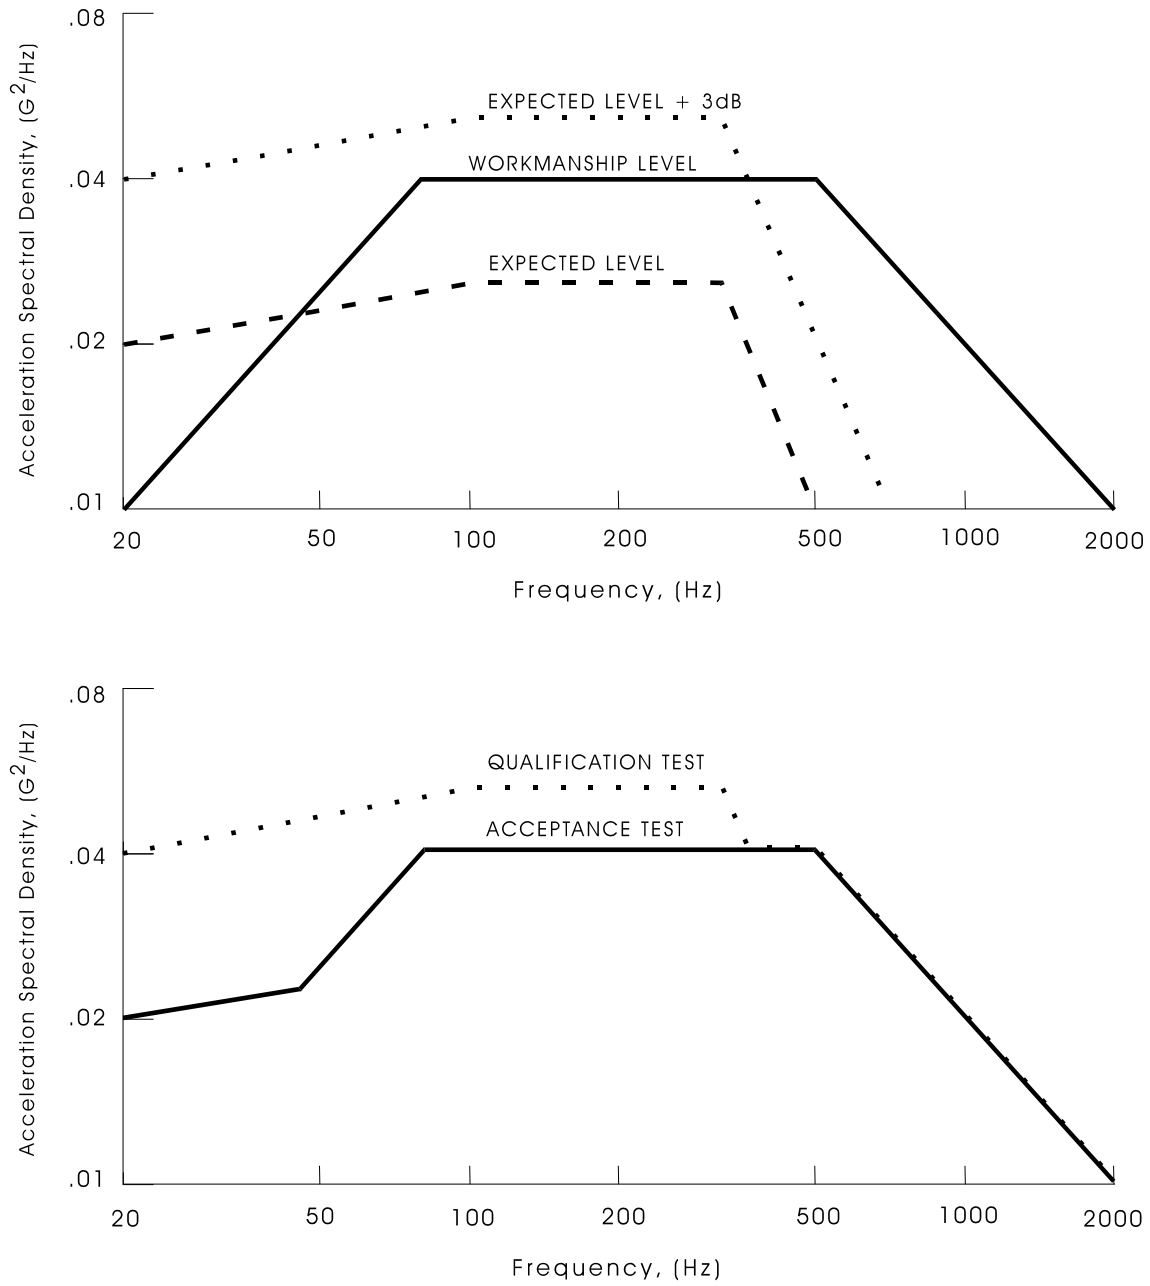 .08
EXPECTED LEVEL + 3dB
WORKMANSHIP LEVEL
.04
EXPECTED LEVEL
.02
.01
Acceleration Spectral Density, (G²/Hz)
20 50 100 200 500 1000 2000
Frequency, (Hz)
.08
QUALIFICATION TEST
ACCEPTANCE TEST
.04
.02
.01
Acceleration Spectral Density, (G²/Hz)
20 50 100 200 500 1000 2000
Frequency, (Hz)